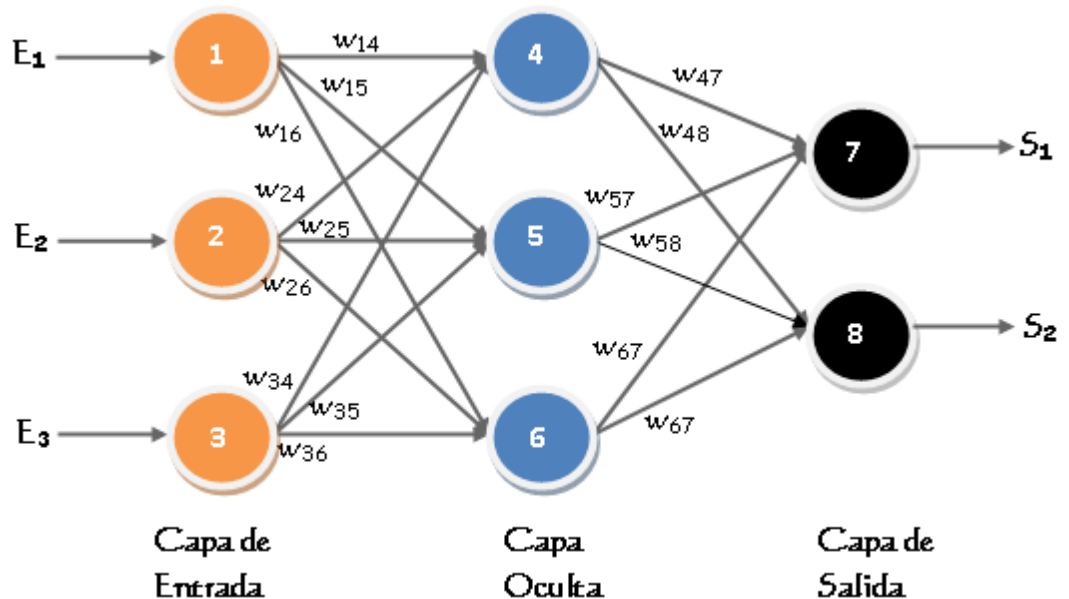 E1
1
w14
4
w47
w15
w16
w48
7
S1
w24
E2
2
w25
5
w57
w58
w26
8
S2
w34
w67
E3
3
w35
6
w67
w36
Capa de
Entrada
Capa
Oculta
Capa de
Salida